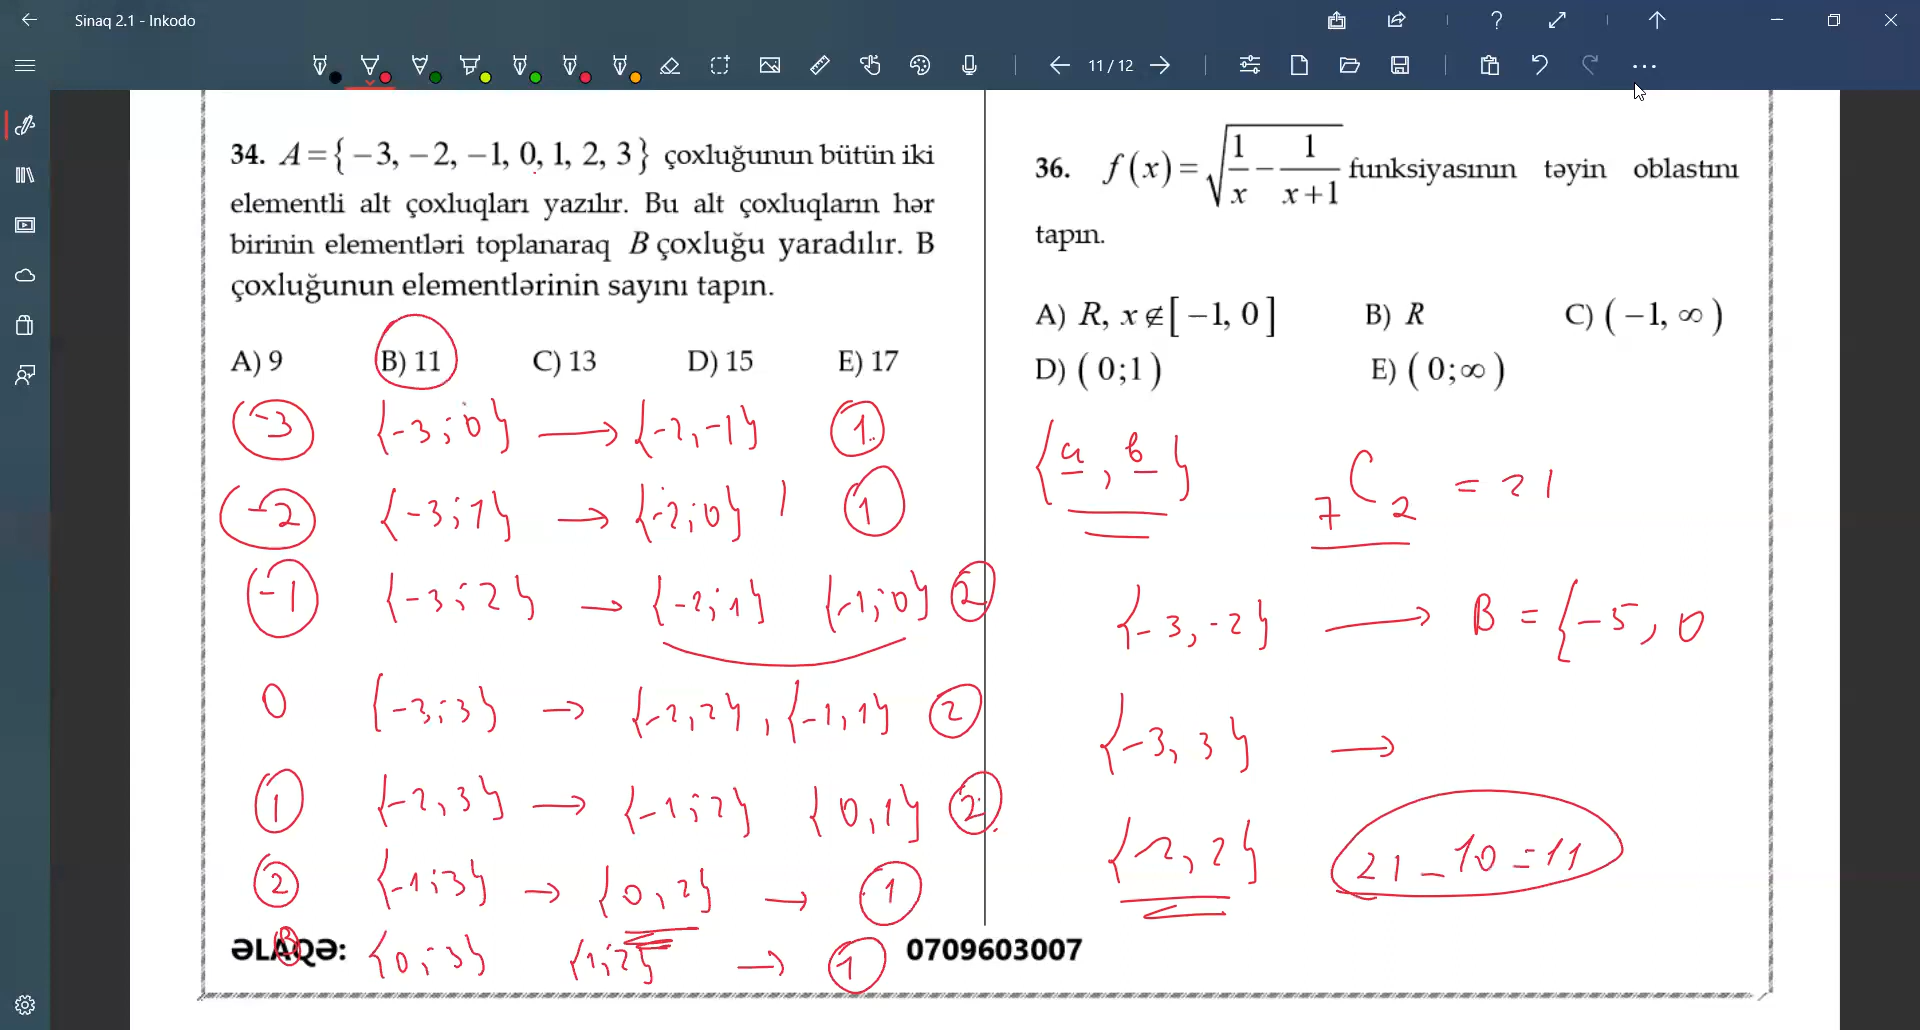 Sinaq 2.1 - Inkodo
11 / 12
34. A={ −3, −2, −1, 0, 1, 2, 3 } çoxluğunun bütün iki
elementli alt çoxluqları yazılır. Bu alt çoxluqların hər
birinin elementləri toplanaraq B çoxluğu yaradılır. B
çoxluğunun elementlərinin sayını tapın.
A) 9 B) 11 C) 13 D) 15 E) 17
-3 {-3; 0} → {-2, -1} 1
-2 {-3; 1} → {-2; 0} 1
-1 {-3; 2} → {-2; 1} {-1; 0} 2
0 {-3; 3} → {-2, 2}, {-1, 1} 2
1 {-2, 3} → {-1; 2} {0, 1} 2
2 {-1; 3} → {0, 2} → 1
3 {0; 3} {1; 2} → 1
ƏLAQƏ: 0709603007
36. f(x)=√(1/x − 1/(x+1)) funksiyasının təyin oblastını
tapın.
A) R, x∉[ −1, 0 ] B) R C) ( −1, ∞ )
D) ( 0;1 ) E) ( 0;∞ )
{a, b} 7C2 = 21
{-3, -2} → B = {-5, 0
{-3, 3} →
{-2, 2} 21 - 10 = 11